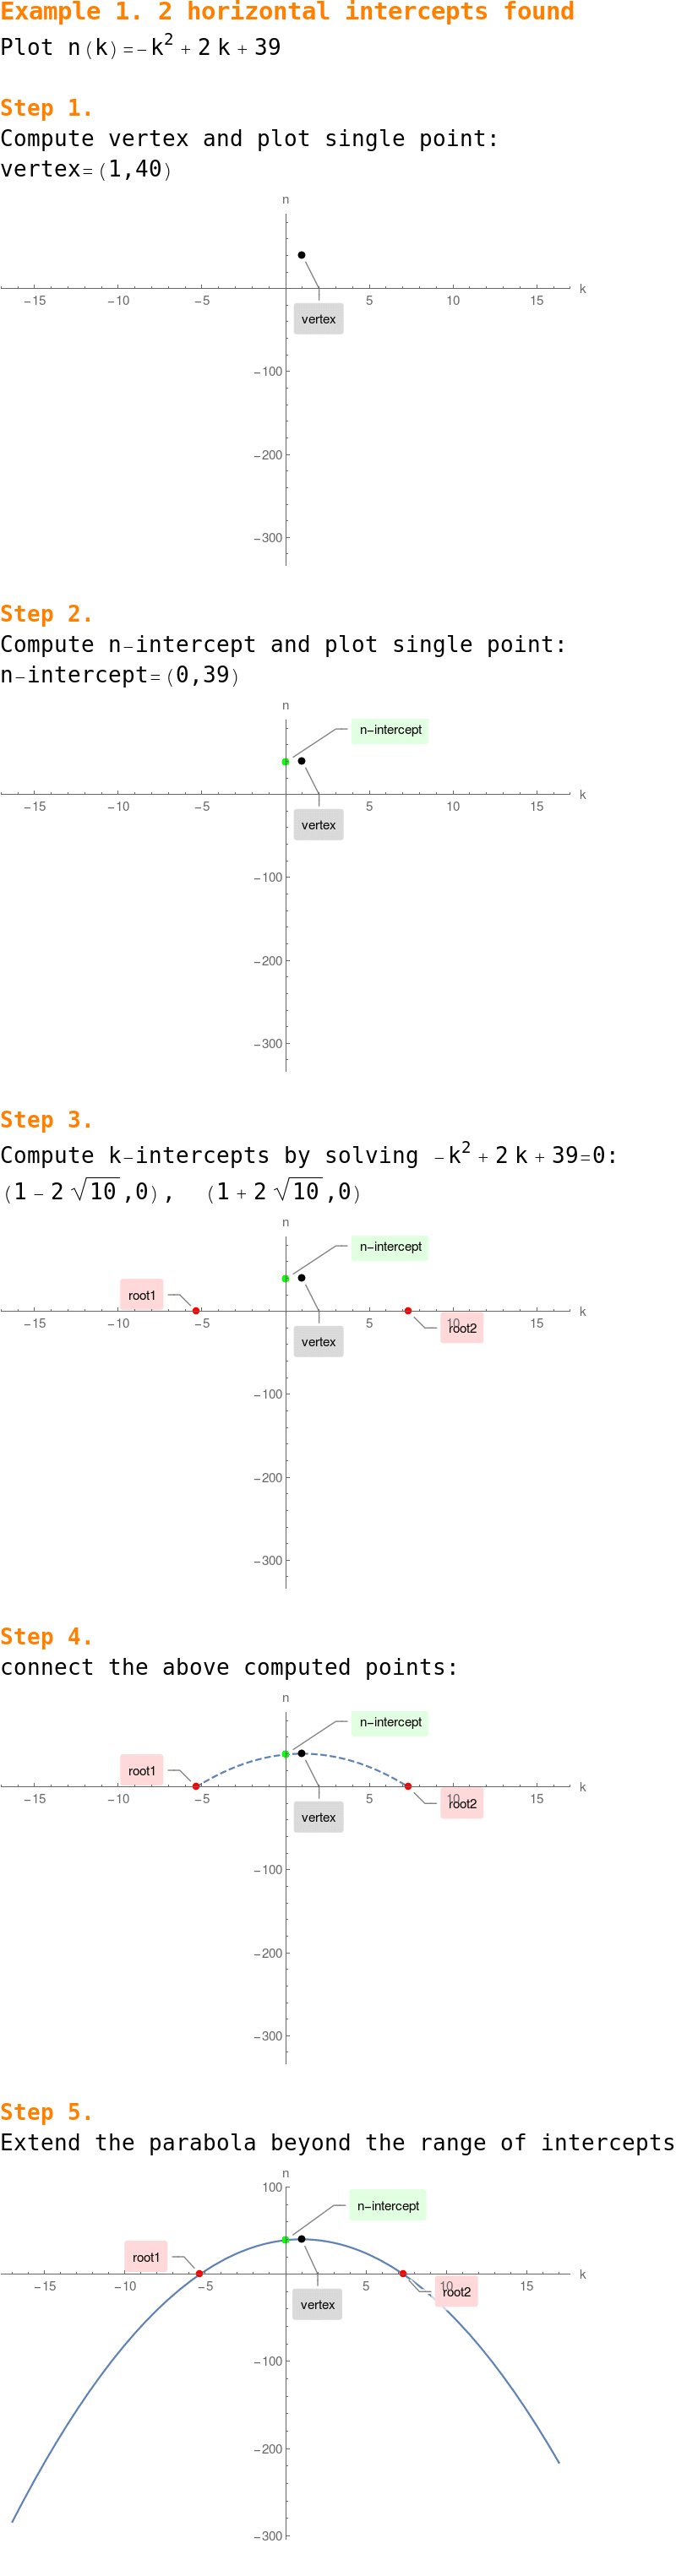 Example 1. 2 horizontal intercepts found
Plot n(k)=-k² + 2 k + 39
Step 1.
Compute vertex and plot single point:
vertex=(1,40)
n
-15 -10 -5 5 10 15 k
vertex
-100
-200
-300
Step 2.
Compute n-intercept and plot single point:
n-intercept=(0,39)
n
n-intercept
-15 -10 -5 5 10 15 k
vertex
-100
-200
-300
Step 3.
Compute k-intercepts by solving -k² + 2 k + 39=0:
(1 - 2 √10 ,0), (1 + 2 √10 ,0)
n
n-intercept
root1
-15 -10 -5 5 10 15 k
root2
vertex
-100
-200
-300
Step 4.
connect the above computed points:
n
n-intercept
root1
-15 -10 -5 5 10 15 k
root2
vertex
-100
-200
-300
Step 5.
Extend the parabola beyond the range of intercepts
n
100
n-intercept
root1
-15 -10 -5 5 10 15 k
root2
vertex
-100
-200
-300